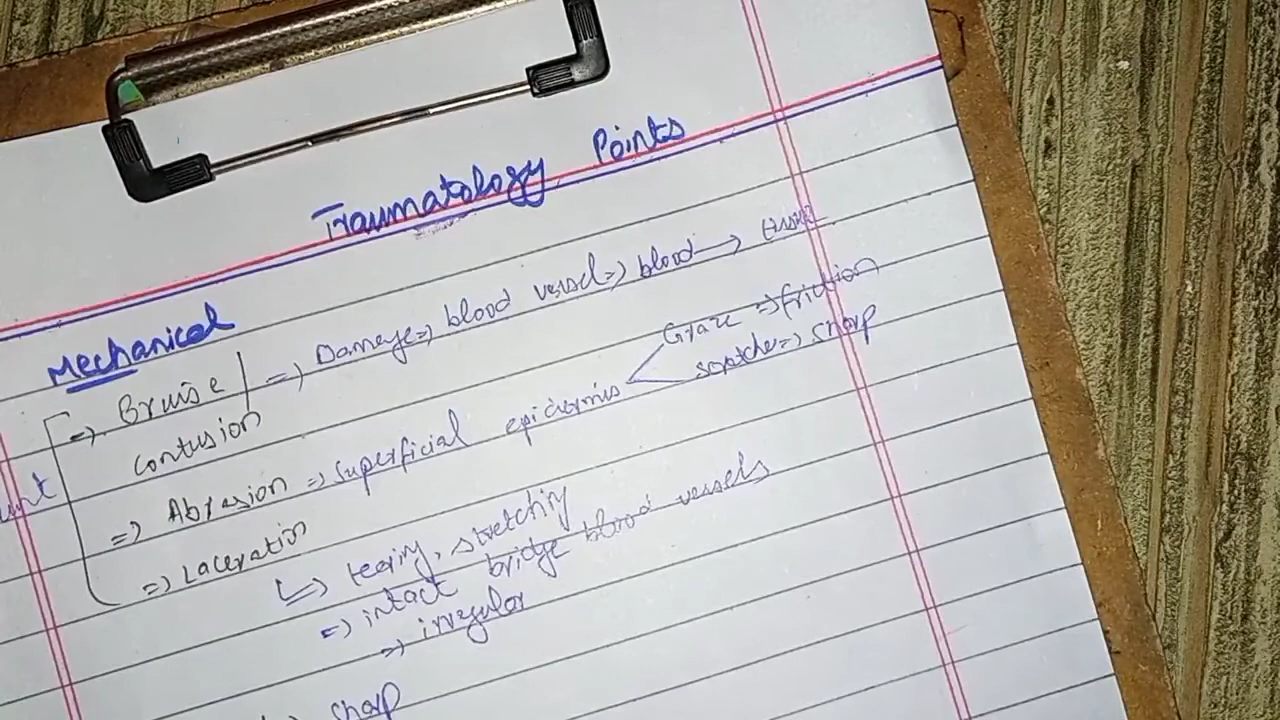 Traumatology Points
Mechanical
=> Bruise / => Damage => blood vessel => blood → tissue
contusion
=> Abrasion => superficial epidermis
Graze => friction
scratches => sharp
=> Laceration
↳ tearing, stretching
=> intact bridge blood vessels
=> irregular
sharp